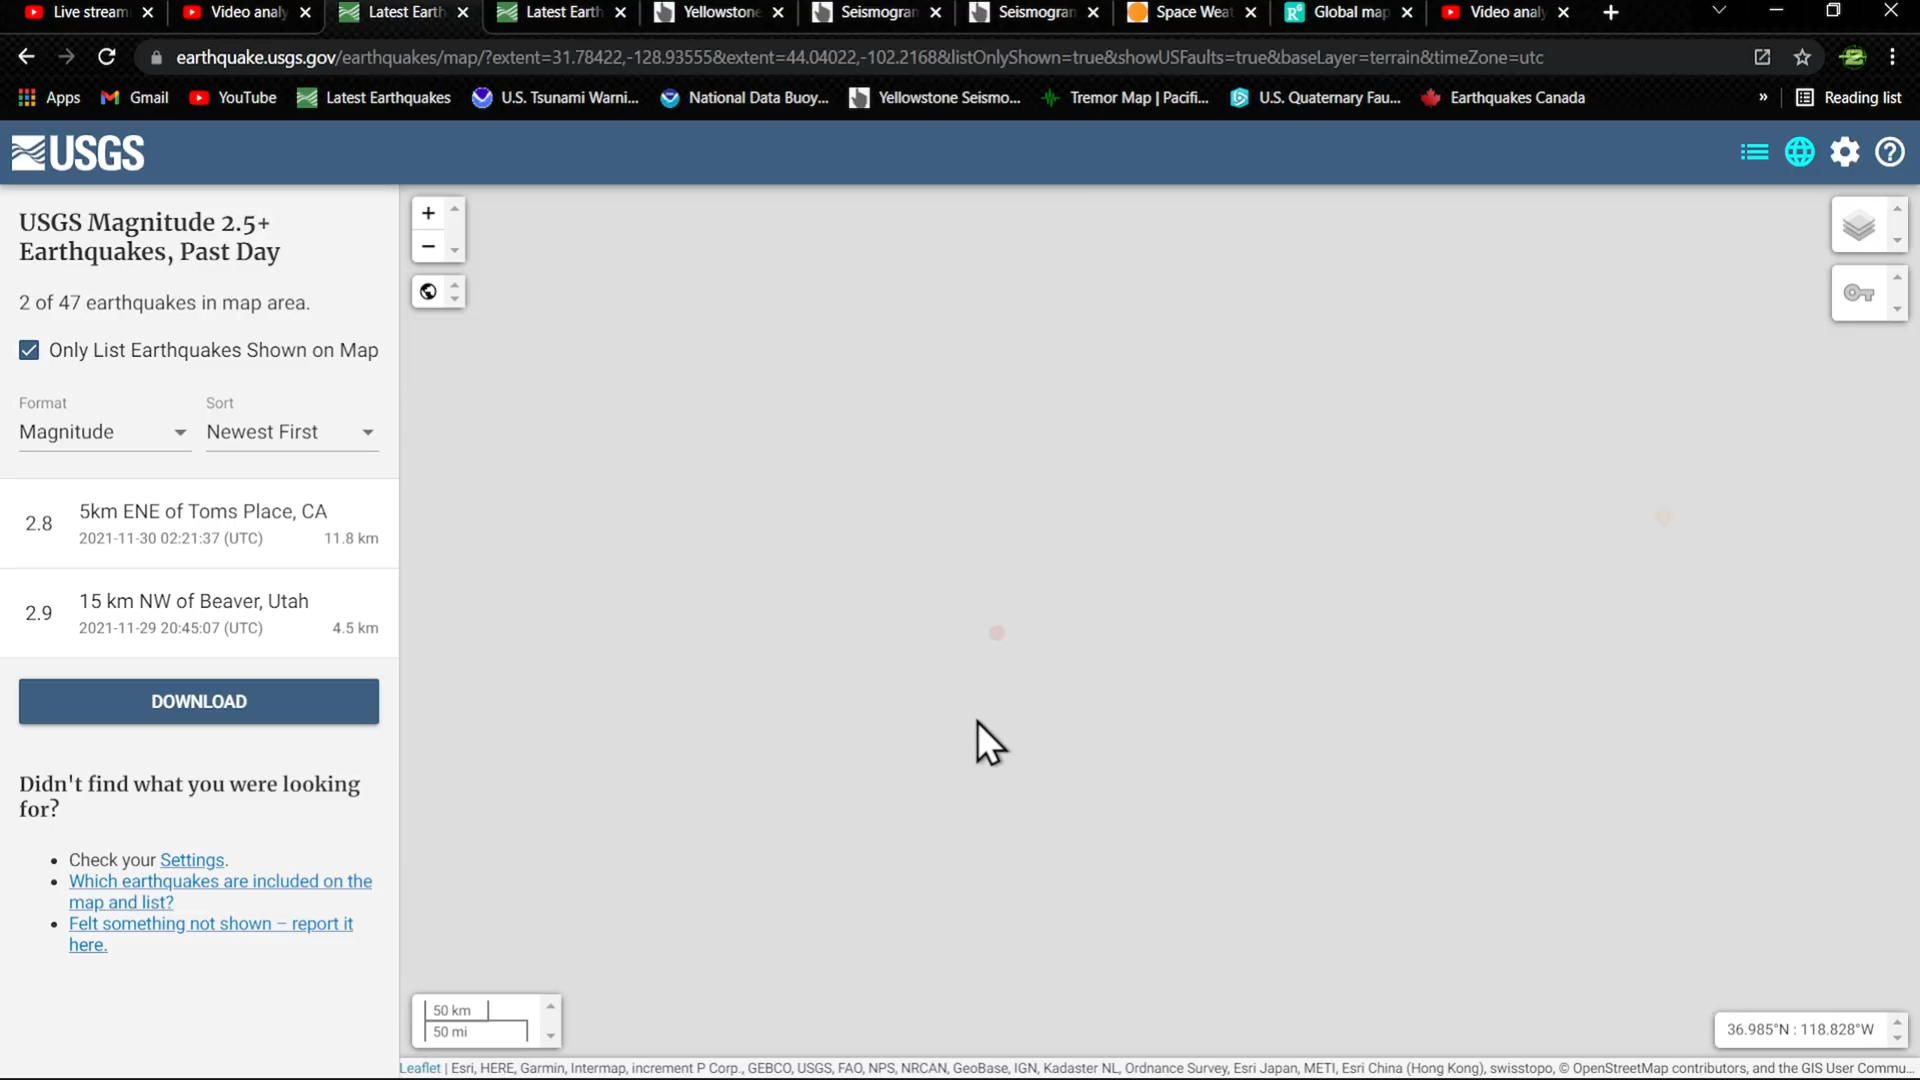 Live stream
Video analy
Latest Earth
Latest Earth
Yellowstone
Seismogram
Seismogram
Space Weat
Global map
Video analy
earthquake.usgs.gov/earthquakes/map/?extent=31.78422,-128.93555&extent=44.04022,-102.2168&listOnlyShown=true&showUSFaults=true&baseLayer=terrain&timeZone=utc
Apps
Gmail
YouTube
Latest Earthquakes
U.S. Tsunami Warni...
National Data Buoy...
Yellowstone Seismo...
Tremor Map | Pacifi...
U.S. Quaternary Fau...
Earthquakes Canada
»
Reading list
USGS
USGS Magnitude 2.5+
Earthquakes, Past Day
2 of 47 earthquakes in map area.
Only List Earthquakes Shown on Map
Format
Sort
Magnitude
Newest First
2.8
5km ENE of Toms Place, CA
2021-11-30 02:21:37 (UTC)
11.8 km
2.9
15 km NW of Beaver, Utah
2021-11-29 20:45:07 (UTC)
4.5 km
DOWNLOAD
Didn't find what you were looking
for?
Check your Settings.
Which earthquakes are included on the
map and list?
Felt something not shown – report it
here.
+
−
50 km
50 mi
36.985°N : 118.828°W
Leaflet | Esri, HERE, Garmin, Intermap, increment P Corp., GEBCO, USGS, FAO, NPS, NRCAN, GeoBase, IGN, Kadaster NL, Ordnance Survey, Esri Japan, METI, Esri China (Hong Kong), swisstopo, © OpenStreetMap contributors, and the GIS User Commu...